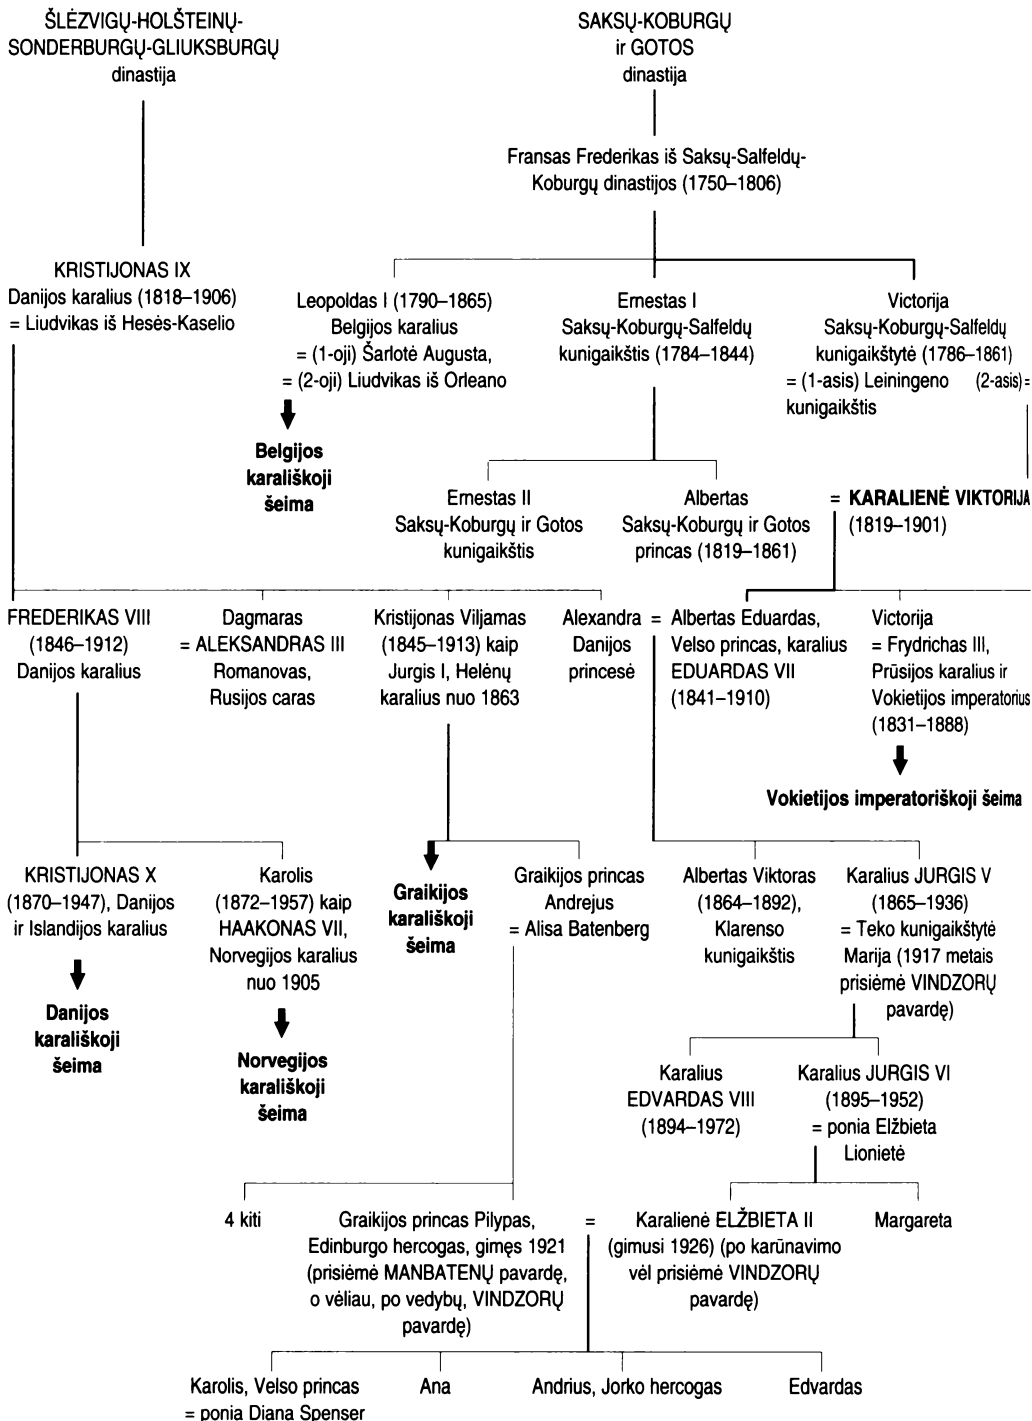 ŠLĖZVIGŲ-HOLŠTEINŲ-
SONDERBURGŲ-GLIUKSBURGŲ
dinastija
SAKSŲ-KOBURGŲ
ir GOTOS
dinastija
Fransas Frederikas iš Saksų-Salfeldų-
Koburgų dinastijos (1750–1806)
KRISTIJONAS IX
Danijos karalius (1818–1906)
= Liudvikas iš Hesės-Kaselio
Leopoldas I (1790–1865)
Belgijos karalius
= (1-oji) Šarlotė Augusta,
= (2-oji) Liudvikas iš Orleano
Belgijos
karališkoji
šeima
Ernestas I
Saksų-Koburgų-Salfeldų
kunigaikštis (1784–1844)
Victorija
Saksų-Koburgų-Salfeldų
kunigaikštytė (1786–1861)
= (1-asis) Leiningeno (2-asis)=
kunigaikštis
Ernestas II
Saksų-Koburgų ir Gotos
kunigaikštis
Albertas
Saksų-Koburgų ir Gotos
princas (1819–1861)
= KARALIENĖ VIKTORIJA
(1819–1901)
FREDERIKAS VIII
(1846–1912)
Danijos karalius
Dagmaras
= ALEKSANDRAS III
Romanovas,
Rusijos caras
Kristijonas Viljamas
(1845–1913) kaip
Jurgis I, Helėnų
karalius nuo 1863
Alexandra
Danijos
princesė
= Albertas Eduardas,
Velso princas, karalius
EDUARDAS VII
(1841–1910)
Victorija
= Frydrichas III,
Prūsijos karalius ir
Vokietijos imperatorius
(1831–1888)
Vokietijos imperatoriškoji šeima
KRISTIJONAS X
(1870–1947), Danijos
ir Islandijos karalius
Danijos
karališkoji
šeima
Karolis
(1872–1957) kaip
HAAKONAS VII,
Norvegijos karalius
nuo 1905
Norvegijos
karališkoji
šeima
Graikijos
karališkoji
šeima
Graikijos princas
Andrejus
= Alisa Batenberg
Albertas Viktoras
(1864–1892),
Klarenso
kunigaikštis
Karalius JURGIS V
(1865–1936)
= Teko kunigaikštytė
Marija (1917 metais
prisiėmė VINDZORŲ
pavardę)
Karalius
EDVARDAS VIII
(1894–1972)
Karalius JURGIS VI
(1895–1952)
= ponia Elžbieta
Lionietė
4 kiti
Graikijos princas Pilypas,
Edinburgo hercogas, gimęs 1921
(prisiėmė MANBATENŲ pavardę,
o vėliau, po vedybų, VINDZORŲ
pavardę)
=
Karalienė ELŽBIETA II
(gimusi 1926) (po karūnavimo
vėl prisiėmė VINDZORŲ
pavardę)
Margareta
Karolis, Velso princas
= ponia Diana Spenser
Ana
Andrius, Jorko hercogas
Edvardas